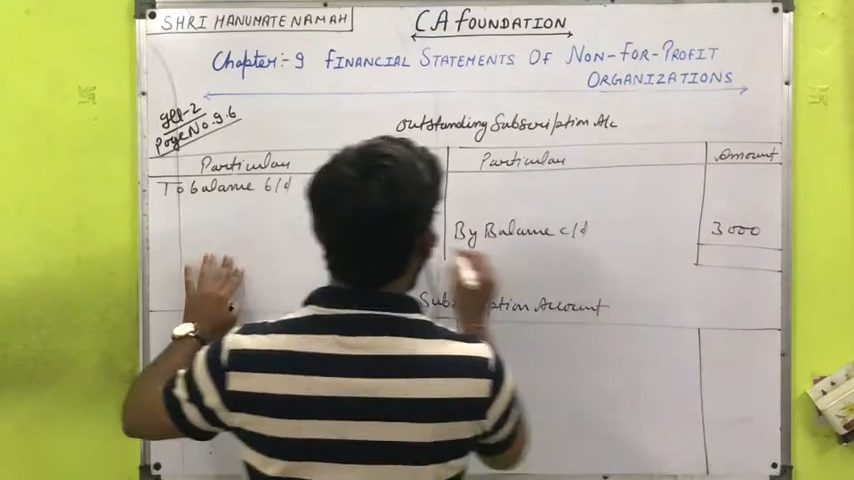 SHRI HANUMATE NAMAH
CA FOUNDATION
Chapter:-9 FINANCIAL STATEMENTS OF NON-FOR-PROFIT
ORGANIZATIONS
ill-2
Page No. 9.6
Outstanding Subscription A/c
Particular Particular Amount
To Balance b/d
By Balance c/d 3000
Subscription Account